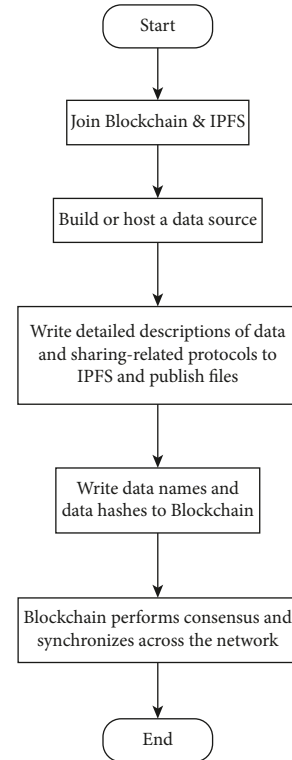 Start
Join Blockchain & IPFS
Build or host a data source
Write detailed descriptions of data
and sharing-related protocols to
IPFS and publish files
Write data names and
data hashes to Blockchain
Blockchain performs consensus and
synchronizes across the network
End